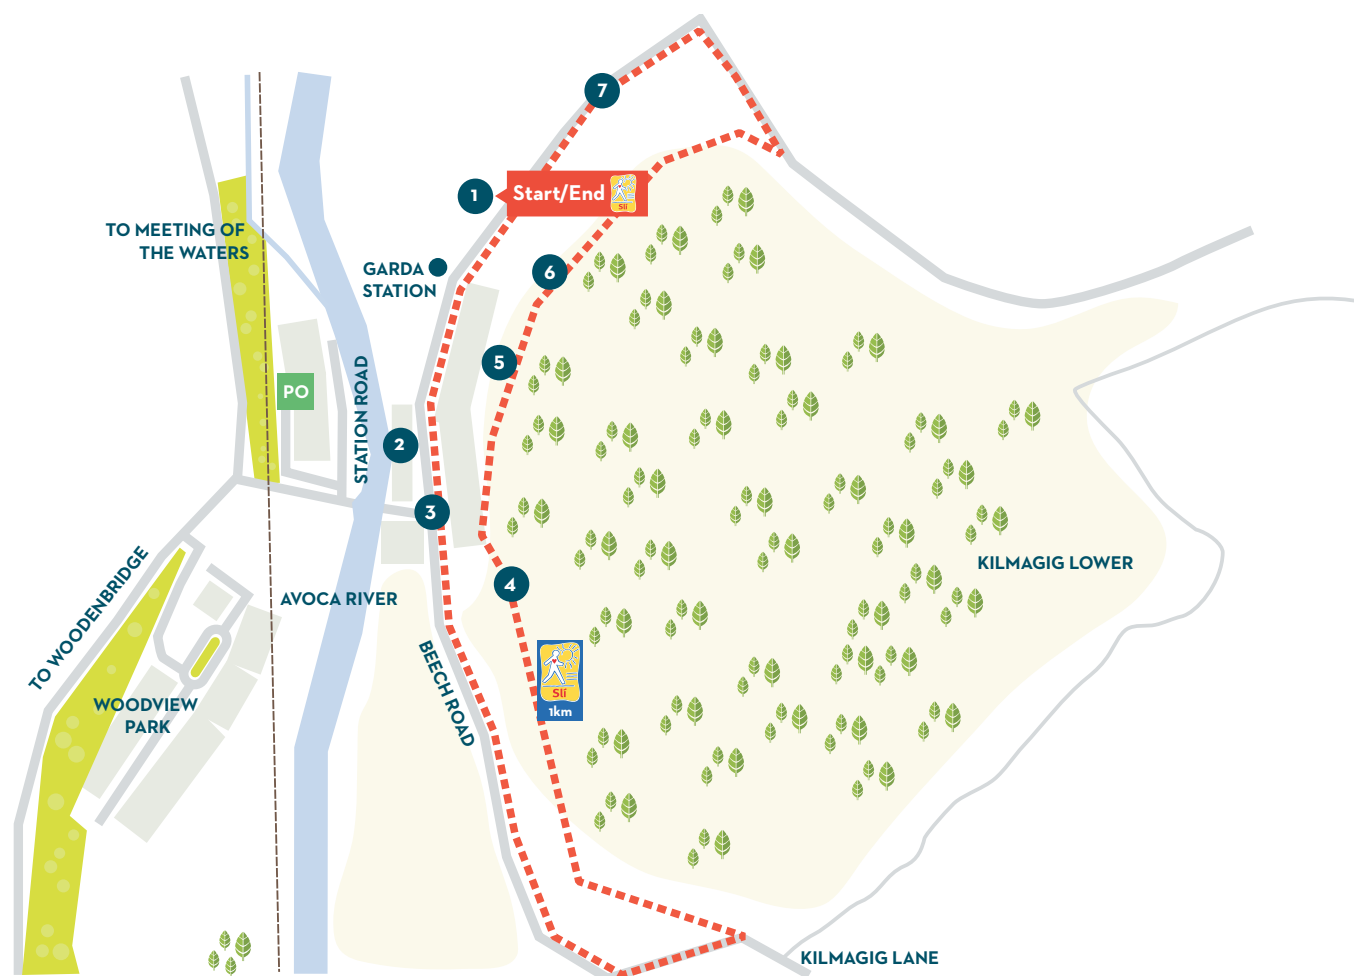 7
1
Start/End
Slí
TO MEETING OF
THE WATERS
GARDA
STATION
6
5
PO
STATION ROAD
2
3
4
KILMAGIG LOWER
TO WOODENBRIDGE
AVOCA RIVER
BEECH ROAD
Slí
1km
WOODVIEW
PARK
KILMAGIG LANE